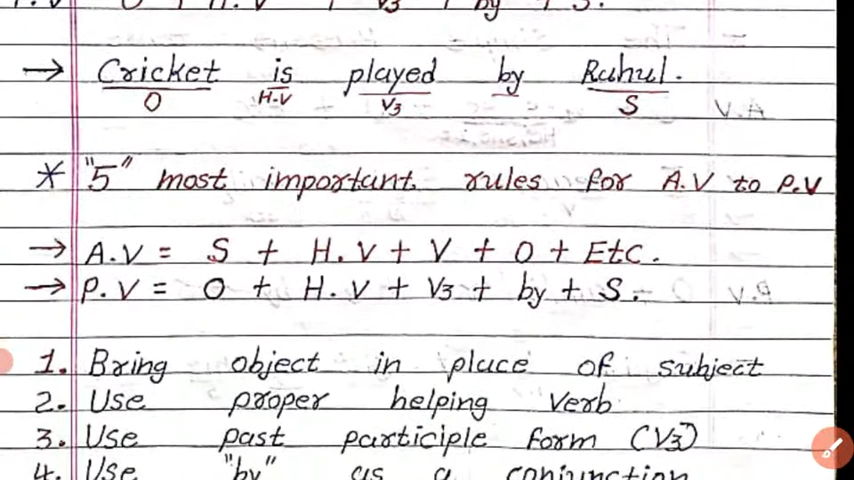 + H.V + V3 + by + S.
→ Cricket is played by Rahul.
O H.V V3 S
* "5" most important rules for A.V to P.V
→ A.V = S + H.V + V + O + Etc.
→ P.V = O + H.V + V3 + by + S.
1. Bring object in place of subject
2. Use proper helping verb
3. Use past participle form (V3)
4. Use "by" as a conjunction